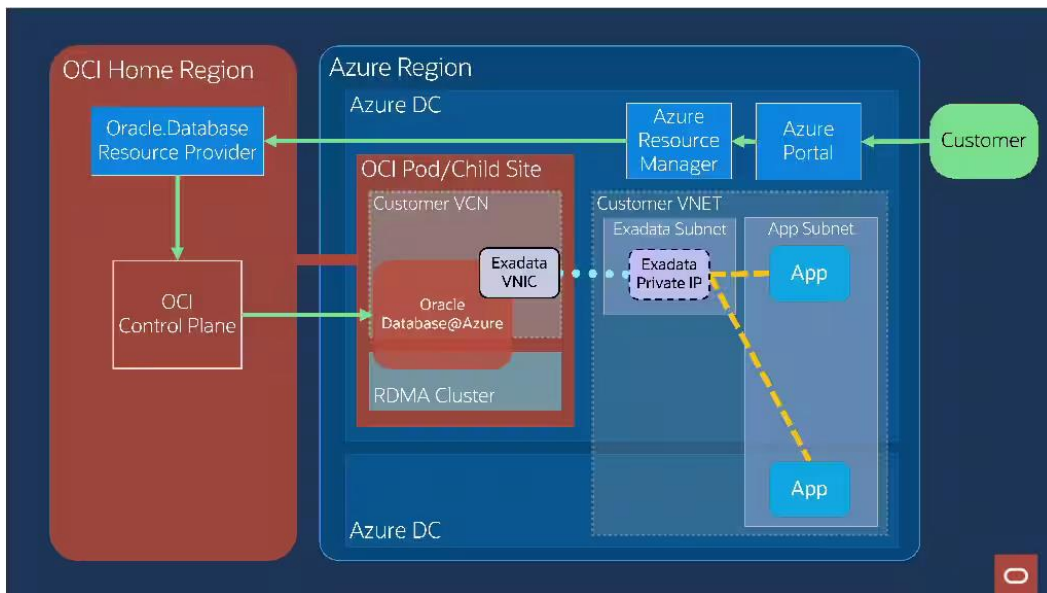 OCI Home Region
Azure Region
Azure DC
Oracle.Database
Resource Provider
Azure
Resource
Manager
Azure
Portal
Customer
OCI Pod/Child Site
Customer VCN
Customer VNET
Exadata Subnet
App Subnet
Exadata
VNIC
Exadata
Private IP
App
OCI
Control Plane
Oracle
Database@Azure
RDMA Cluster
App
Azure DC